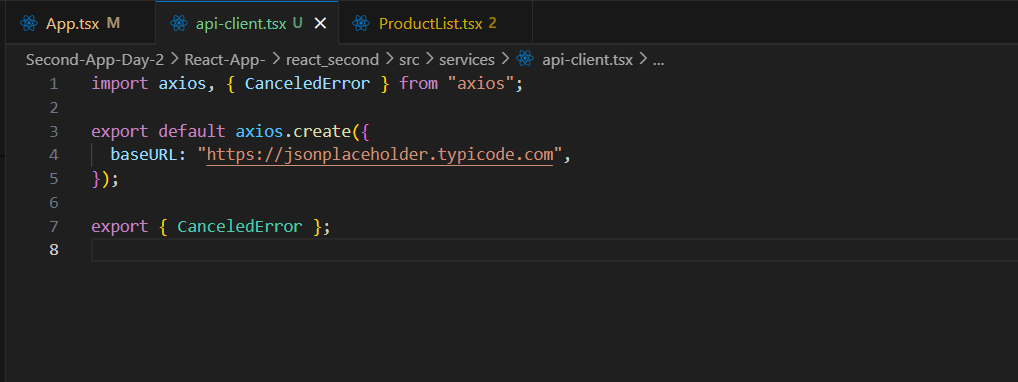 App.tsx M api-client.tsx U ProductList.tsx 2
Second-App-Day-2 > React-App- > react_second > src > services > api-client.tsx > ...
1 import axios, { CanceledError } from "axios";
2
3 export default axios.create({
4 baseURL: "https://jsonplaceholder.typicode.com",
5 });
6
7 export { CanceledError };
8